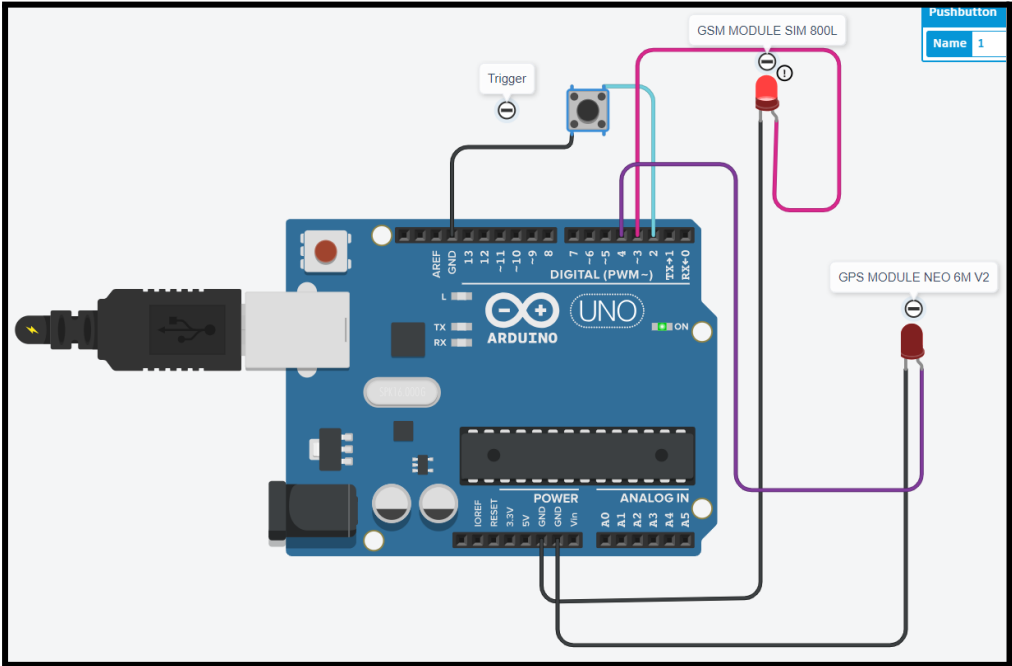 Pushbutton
Name 1
GSM MODULE SIM 800L
Trigger
AREF
GND
13
12
~11
~10
~9
8
7
~6
~5
4
~3
2
TX→1
RX←0
DIGITAL (PWM~)
L
TX
RX
UNO
ARDUINO
ON
GPS MODULE NEO 6M V2
POWER
ANALOG IN
IOREF
RESET
3.3V
5V
GND
GND
Vin
A0
A1
A2
A3
A4
A5